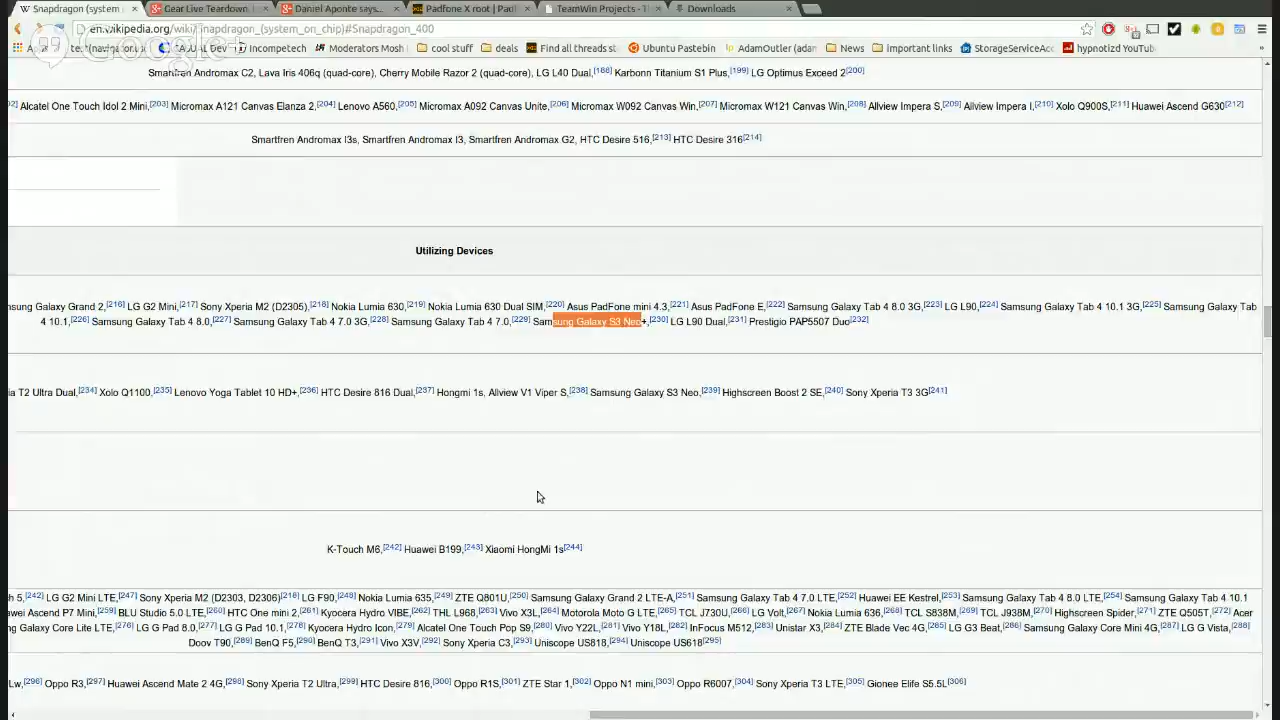 Snapdragon (system
Gear Live Teardown
Daniel Aponte says...
Padfone X root | Padf
TeamWin Projects - T
Downloads
en.wikipedia.org/wiki/Snapdragon_(system_on_chip)#Snapdragon_400
Google+
CASUAL Dev
Incompetech
Moderators Mosh
cool stuff
deals
Find all threads st
Ubuntu Pastebin
AdamOutler (adam
News
important links
StorageServiceAcc
hypnotizd YouTub
Smartfren Andromax C2, Lava Iris 406q (quad-core), Cherry Mobile Razor 2 (quad-core), LG L40 Dual,[188] Karbonn Titanium S1 Plus,[199] LG Optimus Exceed 2[200]
02] Alcatel One Touch Idol 2 Mini,[203] Micromax A121 Canvas Elanza 2,[204] Lenovo A560,[205] Micromax A092 Canvas Unite,[206] Micromax W092 Canvas Win,[207] Micromax W121 Canvas Win,[208] Allview Impera S,[209] Allview Impera I,[210] Xolo Q900S,[211] Huawei Ascend G630[212]
Smartfren Andromax I3s, Smartfren Andromax I3, Smartfren Andromax G2, HTC Desire 516,[213] HTC Desire 316[214]
Utilizing Devices
nsung Galaxy Grand 2,[216] LG G2 Mini,[217] Sony Xperia M2 (D2305),[218] Nokia Lumia 630,[219] Nokia Lumia 630 Dual SIM,[220] Asus PadFone mini 4.3,[221] Asus PadFone E,[222] Samsung Galaxy Tab 4 8.0 3G,[223] LG L90,[224] Samsung Galaxy Tab 4 10.1 3G,[225] Samsung Galaxy Tab
4 10.1,[226] Samsung Galaxy Tab 4 8.0,[227] Samsung Galaxy Tab 4 7.0 3G,[228] Samsung Galaxy Tab 4 7.0,[229] Samsung Galaxy S3 Neo+,[230] LG L90 Dual,[231] Prestigio PAP5507 Duo[232]
ia T2 Ultra Dual,[234] Xolo Q1100,[235] Lenovo Yoga Tablet 10 HD+,[236] HTC Desire 816 Dual,[237] Hongmi 1s, Allview V1 Viper S,[238] Samsung Galaxy S3 Neo,[239] Highscreen Boost 2 SE,[240] Sony Xperia T3 3G[241]
K-Touch M6,[242] Huawei B199,[243] Xiaomi HongMi 1s[244]
h 5,[242] LG G2 Mini LTE,[247] Sony Xperia M2 (D2303, D2306)[218] LG F90,[248] Nokia Lumia 635,[249] ZTE Q801U,[250] Samsung Galaxy Grand 2 LTE-A,[251] Samsung Galaxy Tab 4 7.0 LTE,[252] Huawei EE Kestrel,[253] Samsung Galaxy Tab 4 8.0 LTE,[254] Samsung Galaxy Tab 4 10.1
wei Ascend P7 Mini,[259] BLU Studio 5.0 LTE,[260] HTC One mini 2,[261] Kyocera Hydro VIBE,[262] THL L968,[263] Vivo X3L,[264] Motorola Moto G LTE,[265] TCL J730U,[266] LG Volt,[267] Nokia Lumia 636,[268] TCL S838M,[269] TCL J938M,[270] Highscreen Spider,[271] ZTE Q505T,[272] Acer
g Galaxy Core Lite LTE,[276] LG G Pad 8.0,[277] LG G Pad 10.1,[278] Kyocera Hydro Icon,[279] Alcatel One Touch Pop S9,[280] Vivo Y22L,[281] Vivo Y18L,[282] InFocus M512,[283] Unistar X3,[284] ZTE Blade Vec 4G,[285] LG G3 Beat,[286] Samsung Galaxy Core Mini 4G,[287] LG G Vista,[288]
Doov T90,[289] BenQ F5,[290] BenQ T3,[291] Vivo X3V,[292] Sony Xperia C3,[293] Uniscope US818,[294] Uniscope US618[295]
Lw,[296] Oppo R3,[297] Huawei Ascend Mate 2 4G,[298] Sony Xperia T2 Ultra,[299] HTC Desire 816,[300] Oppo R1S,[301] ZTE Star 1,[302] Oppo N1 mini,[303] Oppo R6007,[304] Sony Xperia T3 LTE,[305] Gionee Elife S5.5L[306]